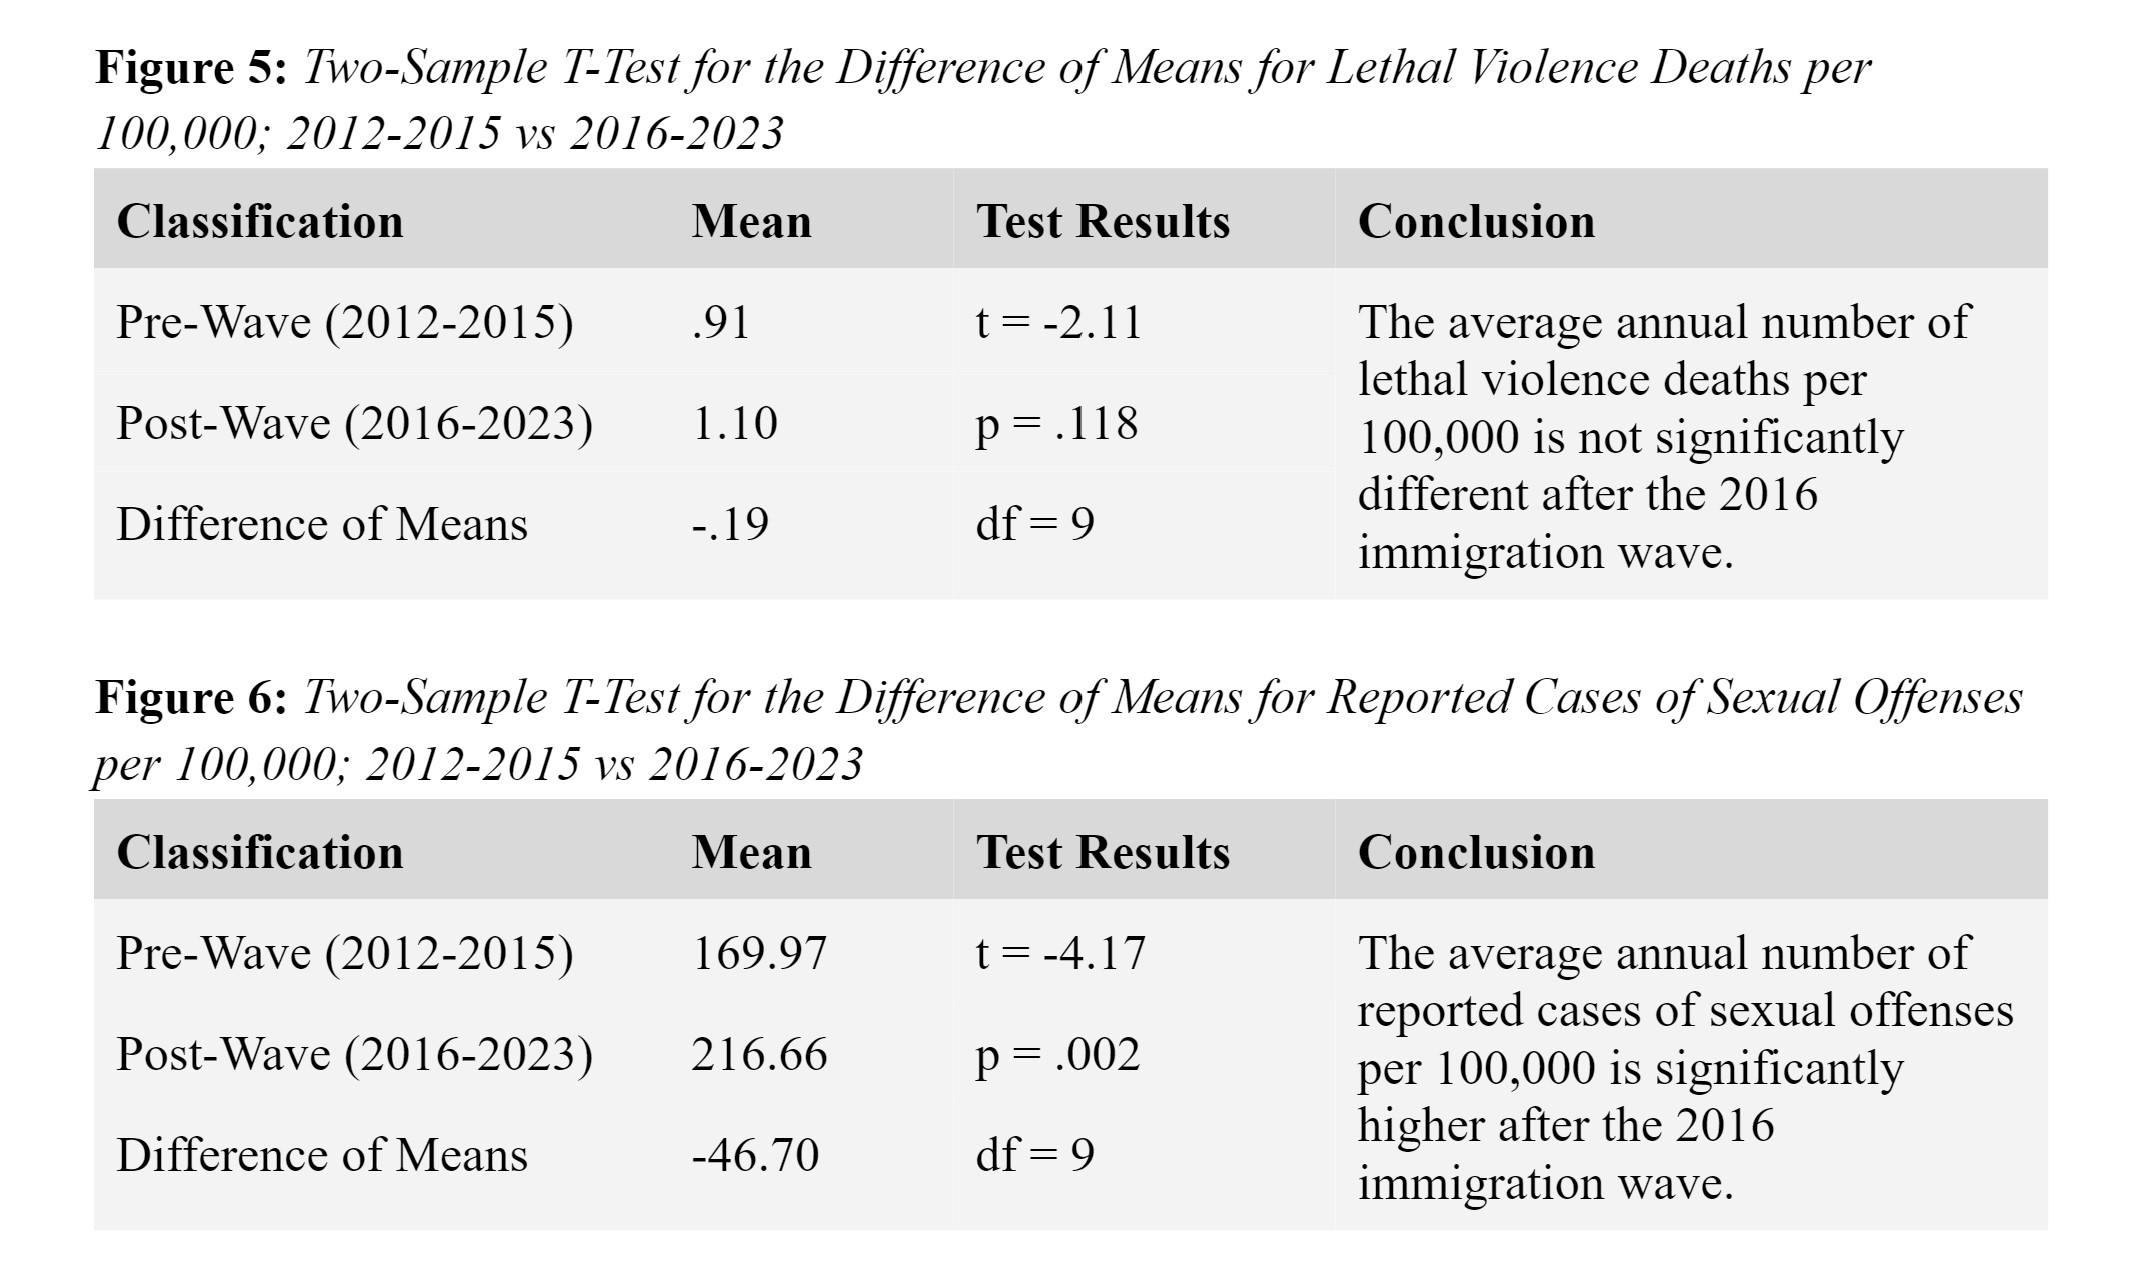 Figure 5: Two-Sample T-Test for the Difference of Means for Lethal Violence Deaths per
100,000; 2012-2015 vs 2016-2023
Classification Mean Test Results Conclusion
Pre-Wave (2012-2015) .91 t = -2.11
Post-Wave (2016-2023) 1.10 p = .118
Difference of Means -.19 df = 9
The average annual number of
lethal violence deaths per
100,000 is not significantly
different after the 2016
immigration wave.
Figure 6: Two-Sample T-Test for the Difference of Means for Reported Cases of Sexual Offenses
per 100,000; 2012-2015 vs 2016-2023
Classification Mean Test Results Conclusion
Pre-Wave (2012-2015) 169.97 t = -4.17
Post-Wave (2016-2023) 216.66 p = .002
Difference of Means -46.70 df = 9
The average annual number of
reported cases of sexual offenses
per 100,000 is significantly
higher after the 2016
immigration wave.